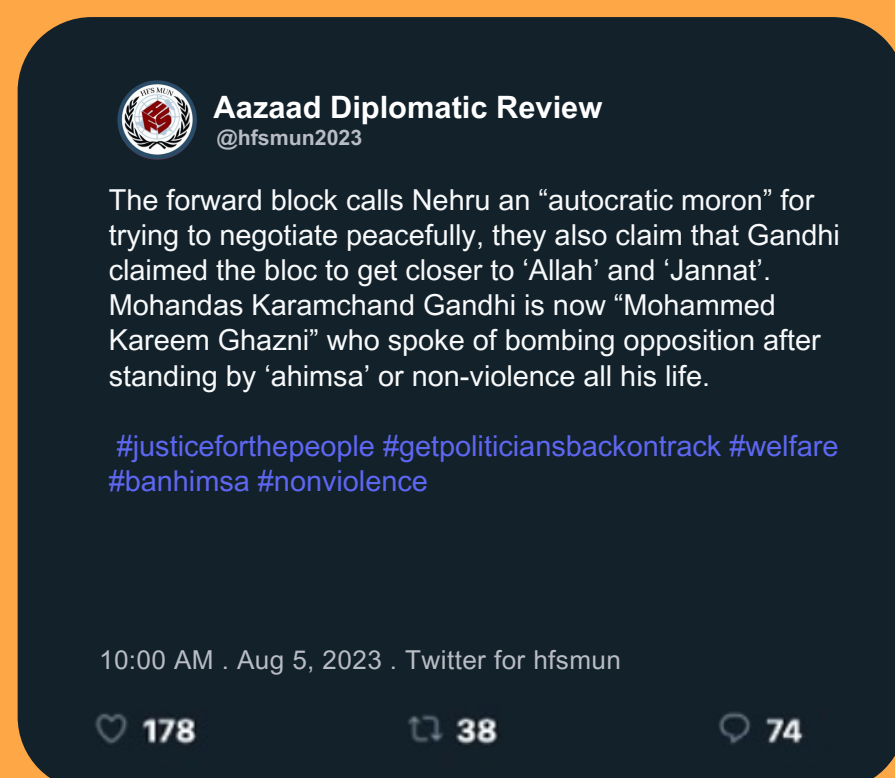 HFS MUN
Aazaad Diplomatic Review
@hfsmun2023
The forward block calls Nehru an “autocratic moron” for
trying to negotiate peacefully, they also claim that Gandhi
claimed the bloc to get closer to ‘Allah’ and ‘Jannat’.
Mohandas Karamchand Gandhi is now “Mohammed
Kareem Ghazni” who spoke of bombing opposition after
standing by ‘ahimsa’ or non-violence all his life.
#justiceforthepeople #getpoliticiansbackontrack #welfare
#banhimsa #nonviolence
10:00 AM . Aug 5, 2023 . Twitter for hfsmun
178 38 74